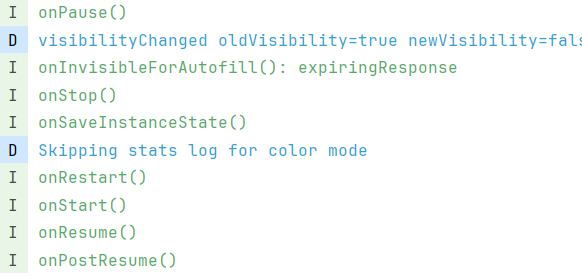 I onPause()
D visibilityChanged oldVisibility=true newVisibility=fals
I onInvisibleForAutofill(): expiringResponse
I onStop()
I onSaveInstanceState()
D Skipping stats log for color mode
I onRestart()
I onStart()
I onResume()
I onPostResume()